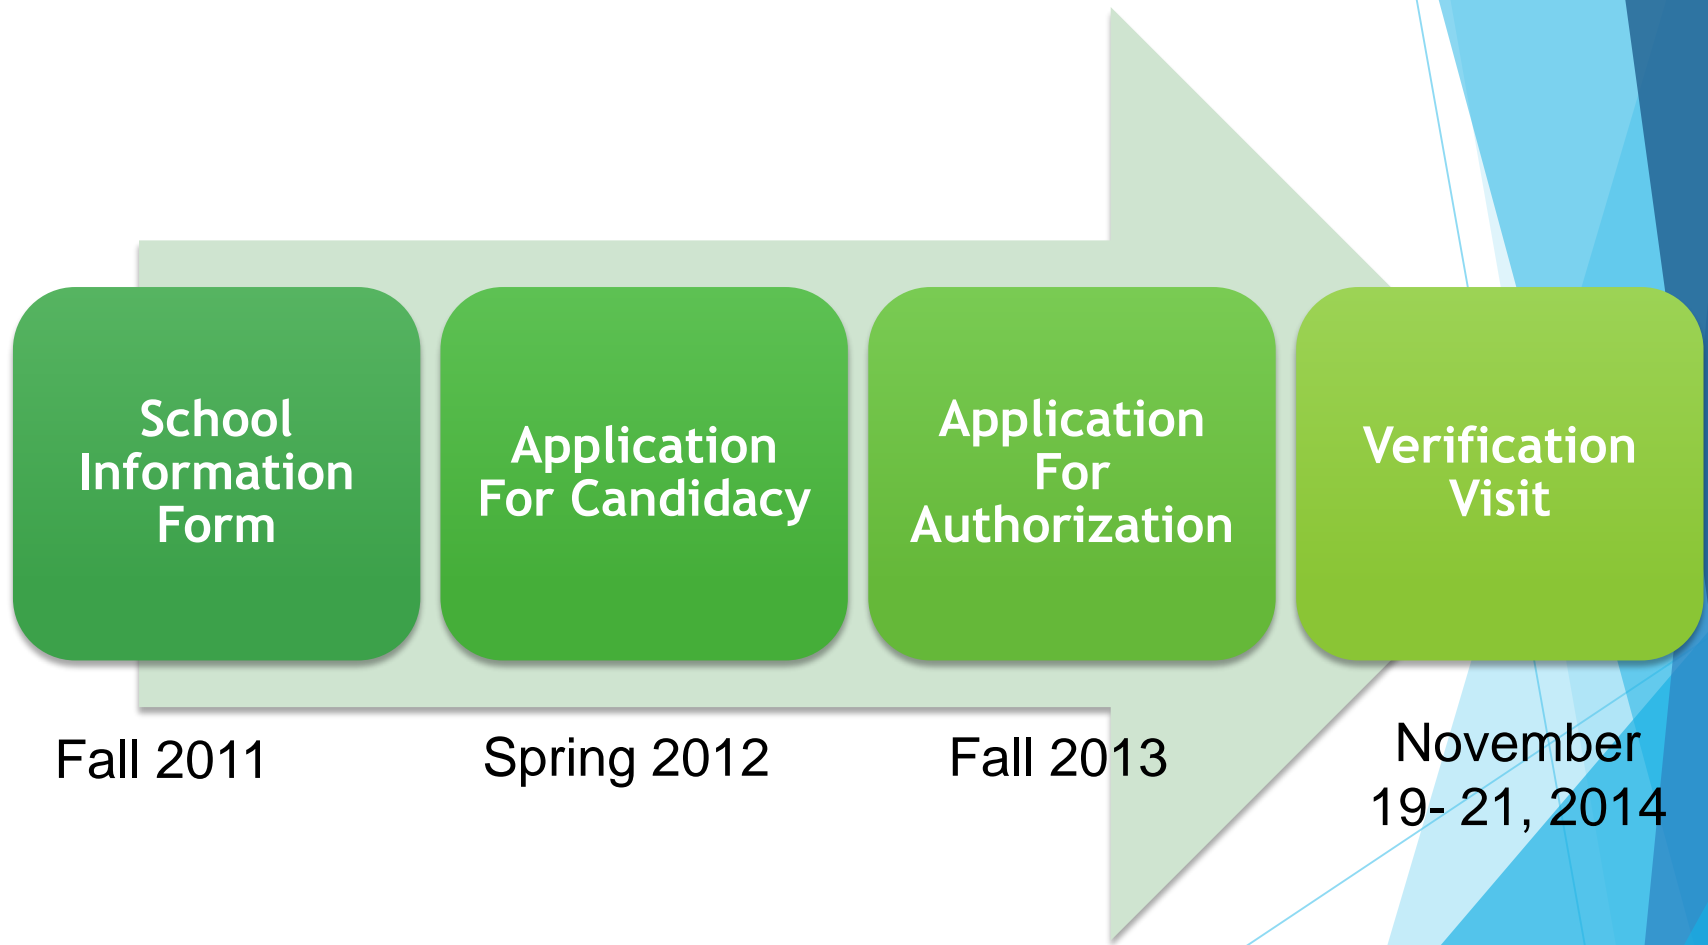 School
Information
Form
Application
For Candidacy
Application
For
Authorization
Verification
Visit
Fall 2011
Spring 2012
Fall 2013
November
19- 21, 2014